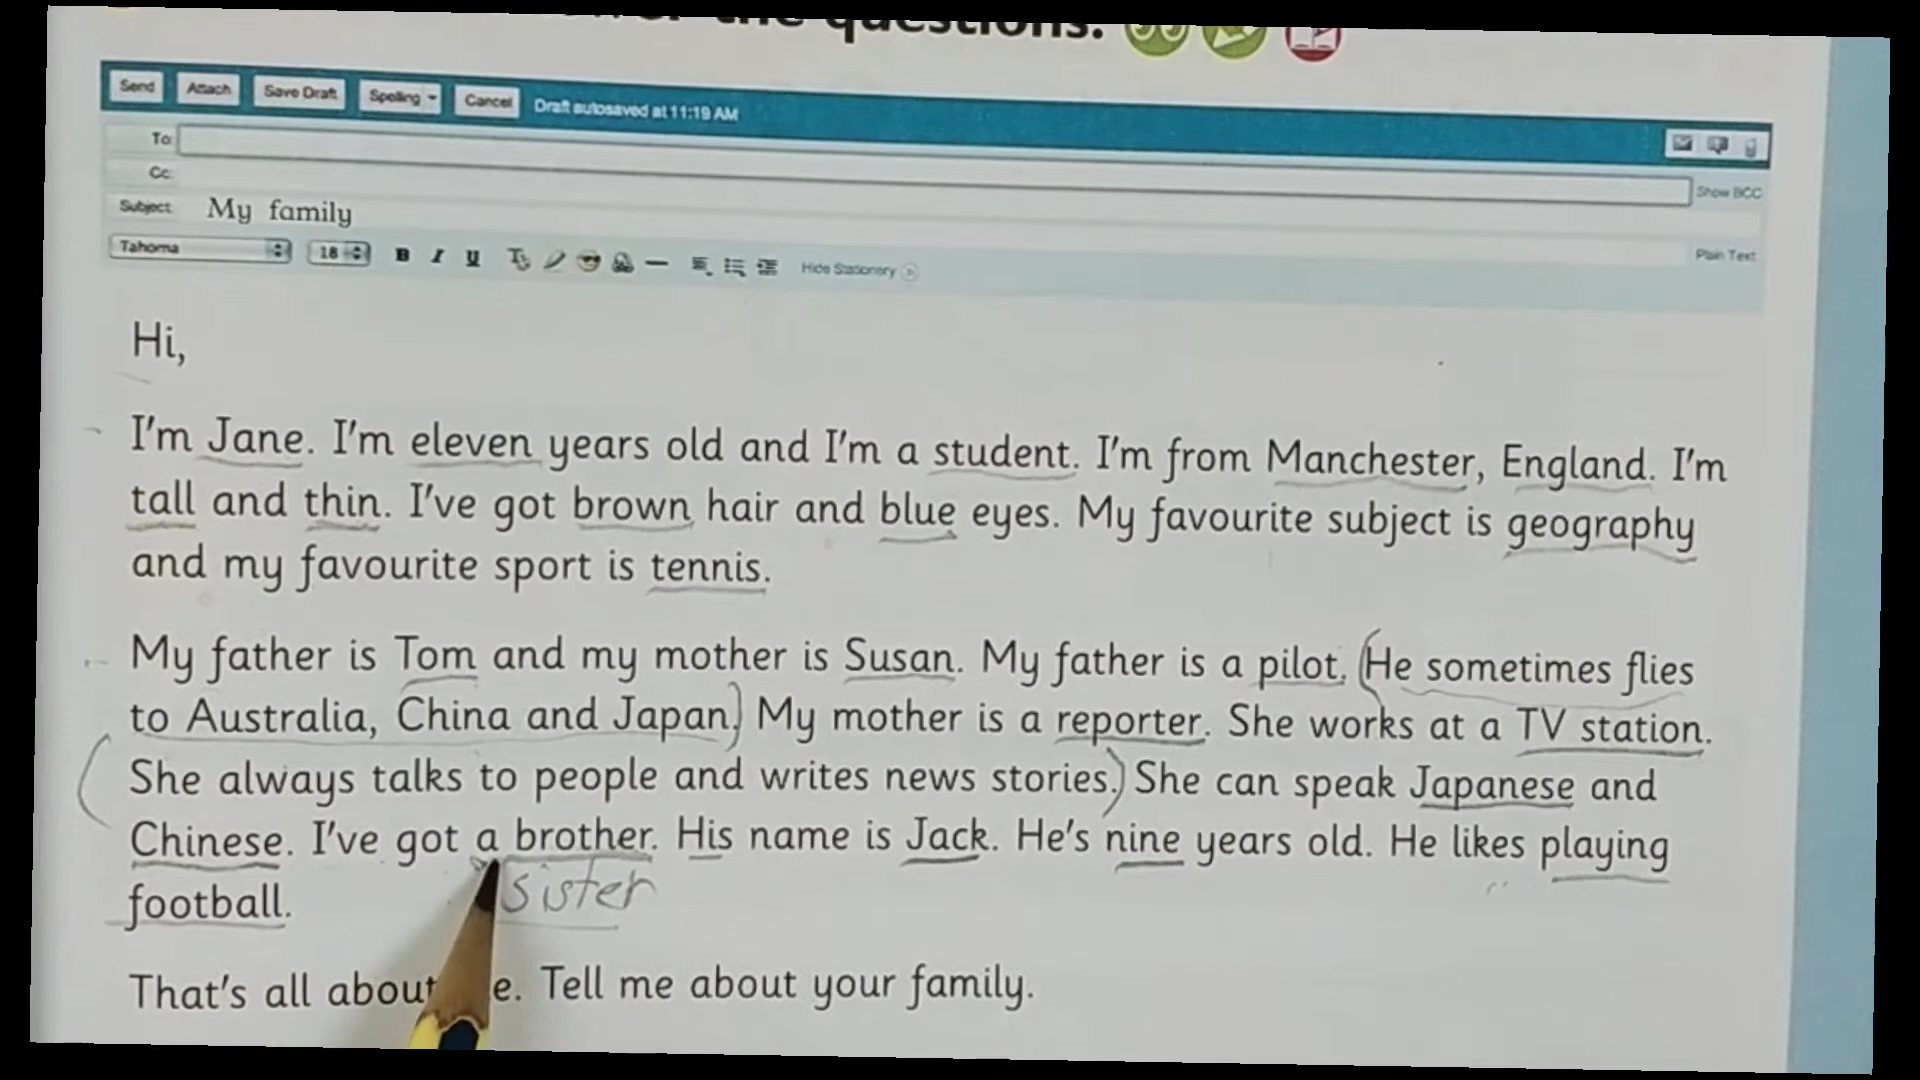 the questions.
Send Attach Save Draft Spelling Cancel Draft autosaved at 11:19 AM
To:
Cc: Show BCC
Subject: My family
Tahoma 18 B I U Hide Stationery Plain Text
Hi,
I'm Jane. I'm eleven years old and I'm a student. I'm from Manchester, England. I'm
tall and thin. I've got brown hair and blue eyes. My favourite subject is geography
and my favourite sport is tennis.
My father is Tom and my mother is Susan. My father is a pilot. (He sometimes flies
to Australia, China and Japan.) My mother is a reporter. She works at a TV station.
(She always talks to people and writes news stories.) She can speak Japanese and
Chinese. I've got a brother. His name is Jack. He's nine years old. He likes playing
sister
football.
That's all about e. Tell me about your family.